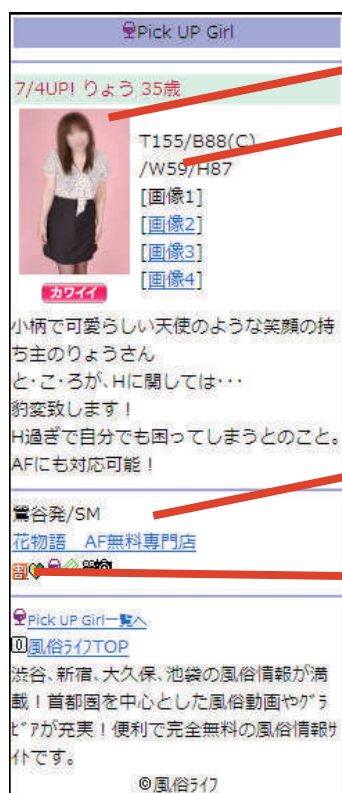 Pick UP Girl
7/4UP! りょう 35歳
T155/B88(C)
/W59/H87
[画像1]
[画像2]
[画像3]
[画像4]
カワイイ
小柄で可愛らしい天使のような笑顔の持
ち主のりょうさん
と・こ・ろが、Hに関しては・・・
豹変致します！
H過ぎて自分でも困ってしまうとのこと。
AFにも対応可能！
鶯谷発/SM
花物語　AF無料専門店
割
Pick UP Girl一覧へ
0風俗ﾗｲﾌTOP
渋谷、新宿、大久保、池袋の風俗情報が満
載！首都圏を中心とした風俗動画やｸﾞﾗ
ﾋﾞｱが充実！便利で完全無料の風俗情報ｻ
ｲﾄです。
©風俗ﾗｲﾌ